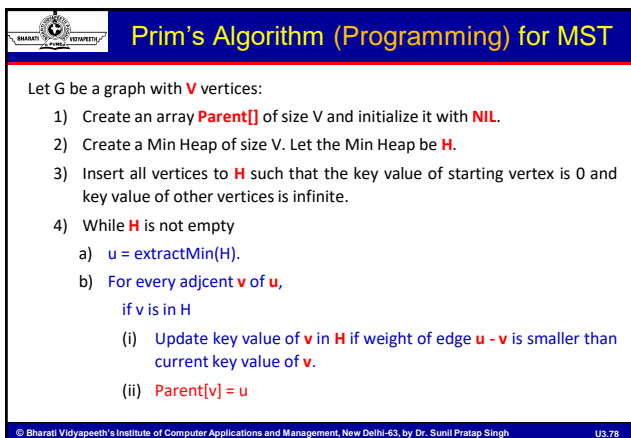 BHARATI VIDYAPEETH,
PUNE
Prim's Algorithm (Programming) for MST
Let G be a graph with V vertices:
1) Create an array Parent[] of size V and initialize it with NIL.
2) Create a Min Heap of size V. Let the Min Heap be H.
3) Insert all vertices to H such that the key value of starting vertex is 0 and
key value of other vertices is infinite.
4) While H is not empty
a) u = extractMin(H).
b) For every adjcent v of u,
if v is in H
(i) Update key value of v in H if weight of edge u - v is smaller than
current key value of v.
(ii) Parent[v] = u
© Bharati Vidyapeeth's Institute of Computer Applications and Management, New Delhi-63, by Dr. Sunil Pratap Singh U3.78